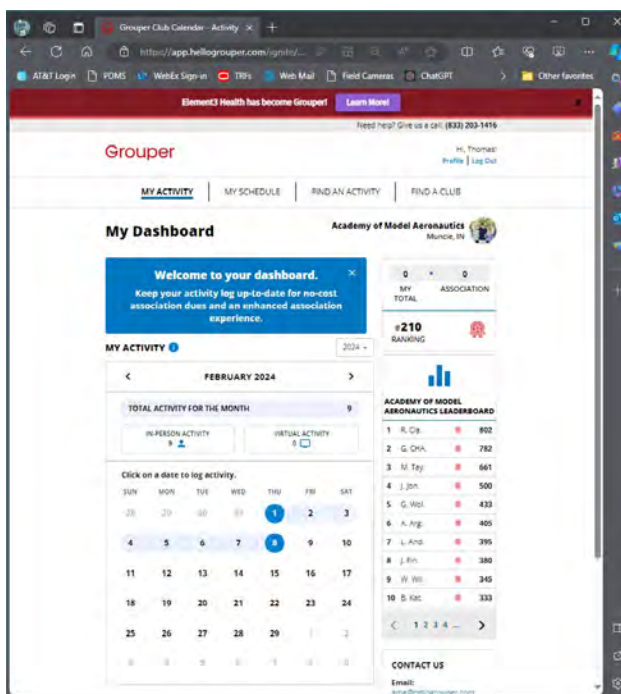 Grouper Club Calendar - Activity
https://app.hellogrouper.com/ignite/...
AT&T Login POMS WebEx Sign-in TRFs Web Mail Field Cameras ChatGPT Other favorites
Element3 Health has become Grouper! Learn More!
Need help? Give us a call: (833) 203-1416
Grouper
Hi, Thomas!
Profile | Log Out
MY ACTIVITY MY SCHEDULE FIND AN ACTIVITY FIND A CLUB
My Dashboard
Academy of Model Aeronautics
Muncie, IN
Welcome to your dashboard.
Keep your activity log up-to-date for no-cost
association dues and an enhanced association
experience.
0 0
MY TOTAL ASSOCIATION
#210
RANKING
MY ACTIVITY 2024
FEBRUARY 2024
TOTAL ACTIVITY FOR THE MONTH 9
IN-PERSON ACTIVITY VIRTUAL ACTIVITY
9 0
Click on a date to log activity.
SUN MON TUE WED THU FRI SAT
28 29 30 31 1 2 3
4 5 6 7 8 9 10
11 12 13 14 15 16 17
18 19 20 21 22 23 24
25 26 27 28 29 1 2
ACADEMY OF MODEL
AERONAUTICS LEADERBOARD
1 R. Cia. 802
2 G. CHA. 782
3 M. Tay. 661
4 J. Jon. 500
5 G. Wol. 433
6 A. Arg. 405
7 L. And. 395
8 J. Fin. 380
9 W. Wil. 345
10 B. Kat. 333
1 2 3 4 ...
CONTACT US
Email: